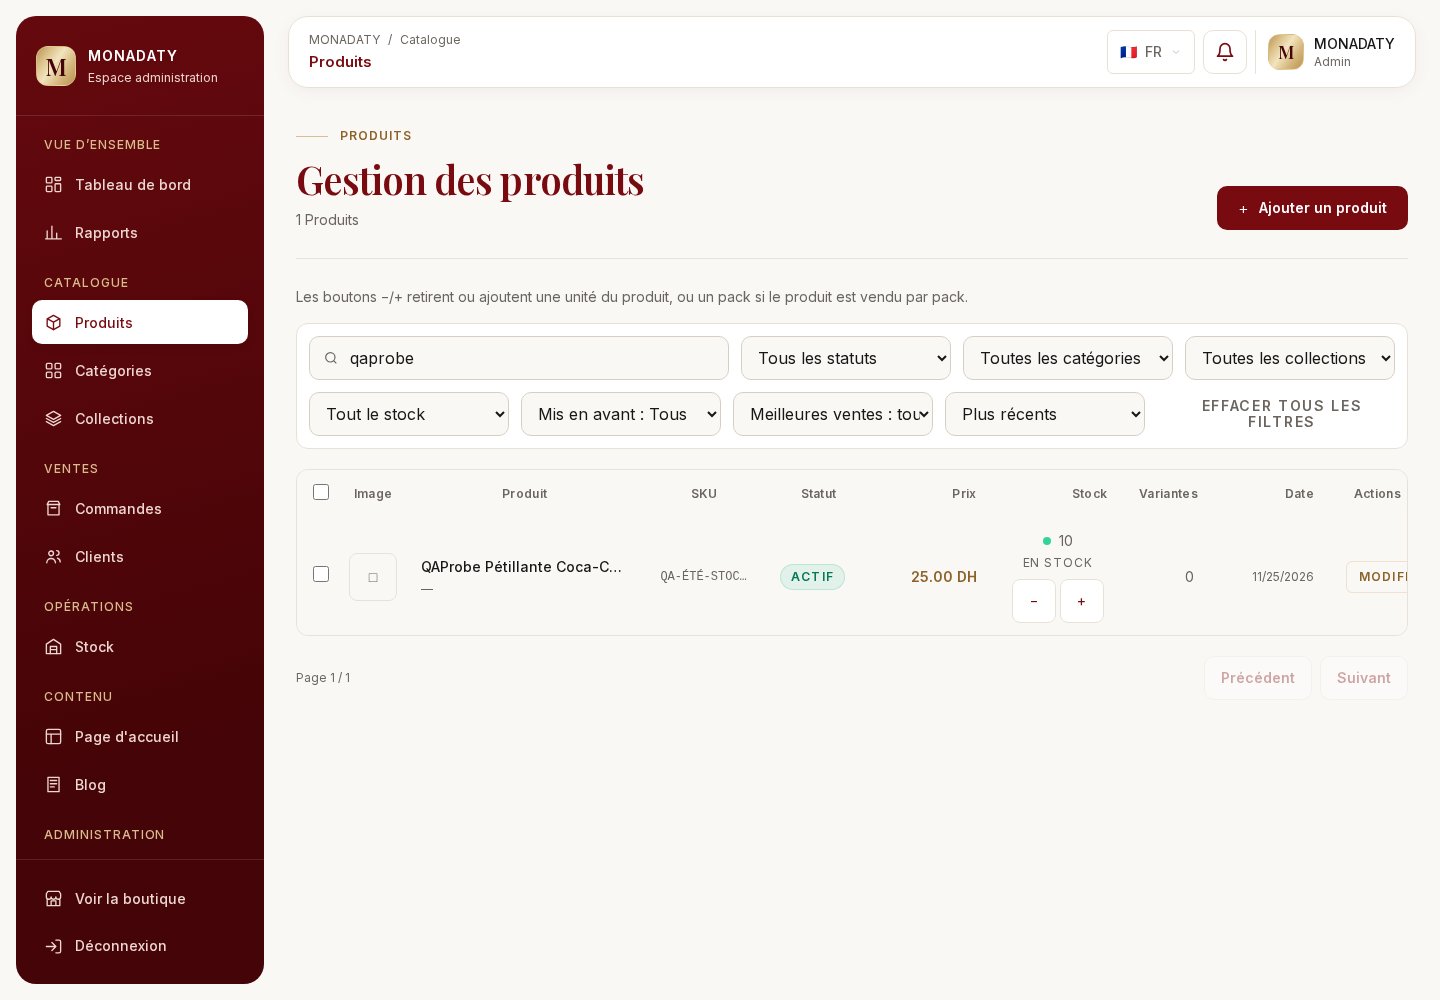 M
MONADATY
Espace administration
VUE D'ENSEMBLE
Tableau de bord
Rapports
CATALOGUE
Produits
Catégories
Collections
VENTES
Commandes
Clients
OPÉRATIONS
Stock
CONTENU
Page d'accueil
Blog
ADMINISTRATION
Voir la boutique
Déconnexion
MONADATY / Catalogue
Produits
FR
M
MONADATY
Admin
PRODUITS
Gestion des produits
1 Produits
+ Ajouter un produit
Les boutons −/+ retirent ou ajoutent une unité du produit, ou un pack si le produit est vendu par pack.
qaprobe
Tous les statuts
Toutes les catégories
Toutes les collections
Tout le stock
Mis en avant : Tous
Meilleures ventes : tou
Plus récents
EFFACER TOUS LES
FILTRES
Image Produit SKU Statut Prix Stock Variantes Date Actions
QAProbe Pétillante Coca-C…
—
QA-ÉTÉ-STOC…
ACTIF
25.00 DH
10
EN STOCK
− +
0
11/25/2026
MODIFI
Page 1 / 1
Précédent
Suivant